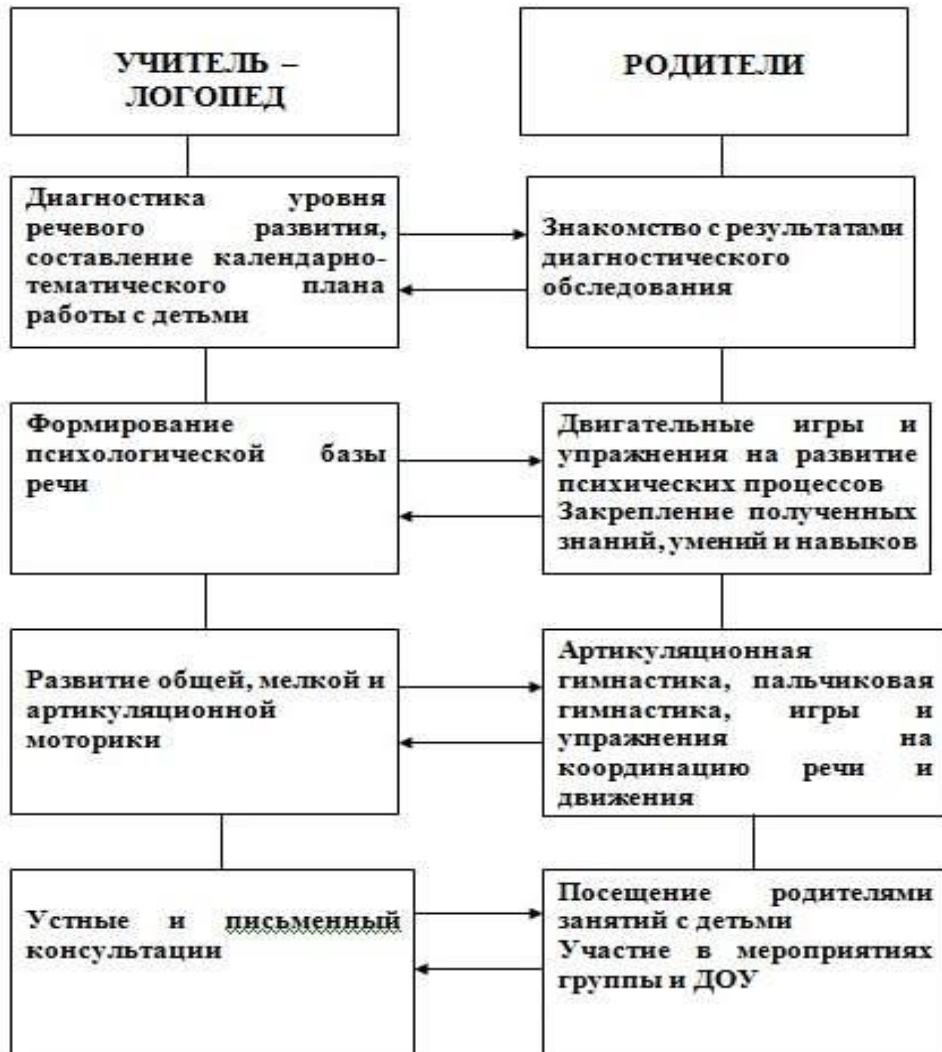 УЧИТЕЛЬ –
ЛОГОПЕД
РОДИТЕЛИ
Диагностика уровня
речевого развития,
составление календарно-
тематического плана
работы с детьми
Знакомство с результатами
диагностического
обследования
Формирование
психологической базы
речи
Двигательные игры и
упражнения на развитие
психических процессов
Закрепление полученных
знаний, умений и навыков
Развитие общей, мелкой и
артикуляционной
моторики
Артикуляционная
гимнастика, пальчиковая
гимнастика, игры и
упражнения на
координацию речи и
движения
Устные и письменный
консультации
Посещение родителями
занятий с детьми
Участие в мероприятиях
группы и ДОУ